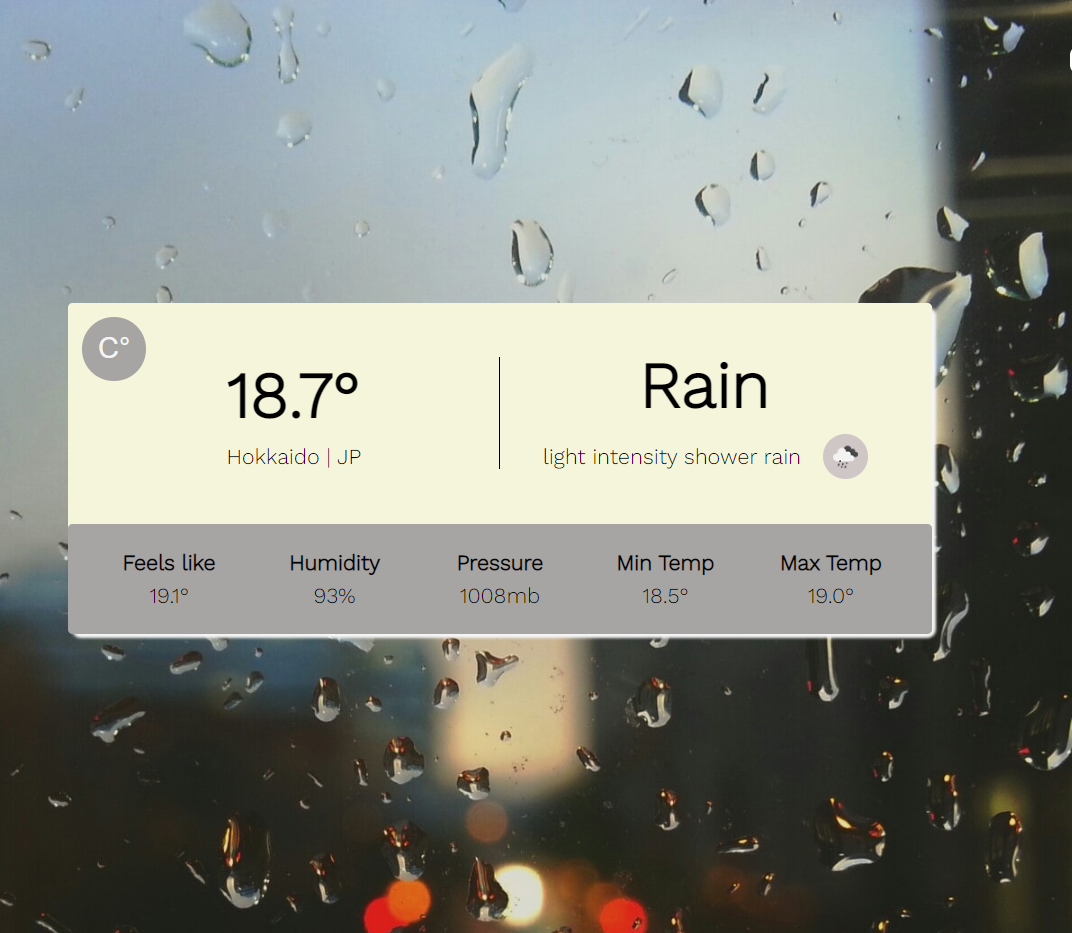 C°
18.7°
Hokkaido | JP
Rain
light intensity shower rain
Feels like Humidity Pressure Min Temp Max Temp
19.1° 93% 1008mb 18.5° 19.0°